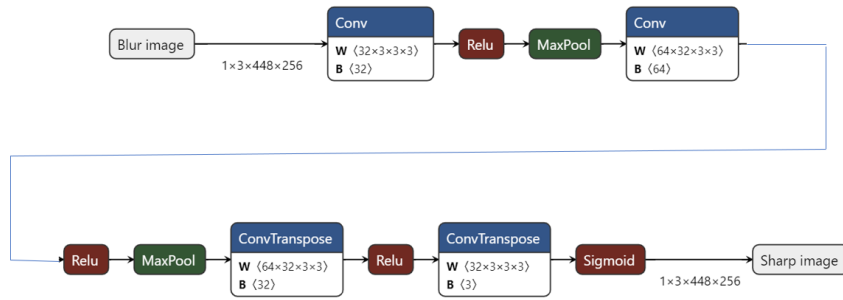 Blur image
1×3×448×256
Conv
W ⟨32×3×3×3⟩
B ⟨32⟩
Relu
MaxPool
Conv
W ⟨64×32×3×3⟩
B ⟨64⟩
Relu
MaxPool
ConvTranspose
W ⟨64×32×3×3⟩
B ⟨32⟩
Relu
ConvTranspose
W ⟨32×3×3×3⟩
B ⟨3⟩
Sigmoid
1×3×448×256
Sharp image